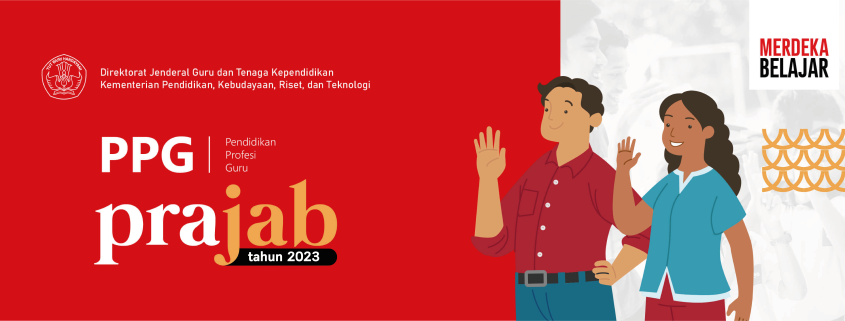 Direktorat Jenderal Guru dan Tenaga Kependidikan
Kementerian Pendidikan, Kebudayaan, Riset, dan Teknologi
MERDEKA
BELAJAR
PPG
Pendidikan
Profesi
Guru
prajab
tahun 2023